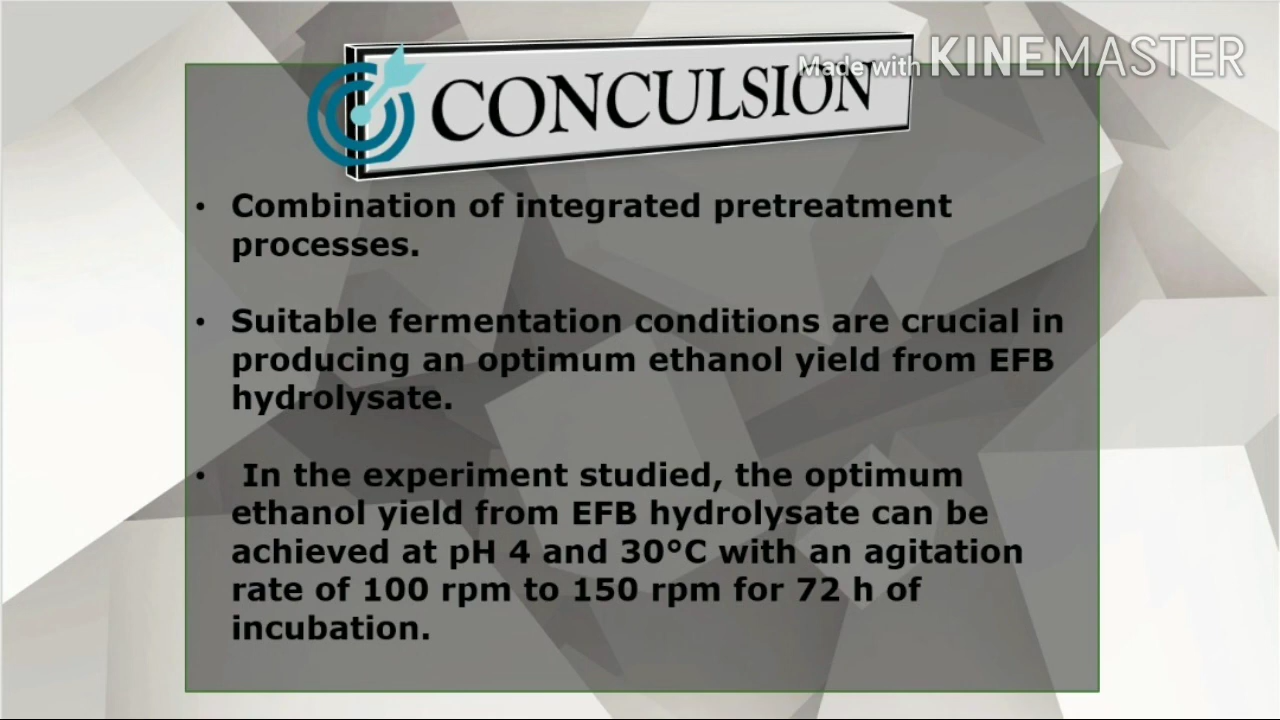 Made with KINEMASTER
CONCULSION
• Combination of integrated pretreatment
processes.
• Suitable fermentation conditions are crucial in
producing an optimum ethanol yield from EFB
hydrolysate.
• In the experiment studied, the optimum
ethanol yield from EFB hydrolysate can be
achieved at pH 4 and 30°C with an agitation
rate of 100 rpm to 150 rpm for 72 h of
incubation.